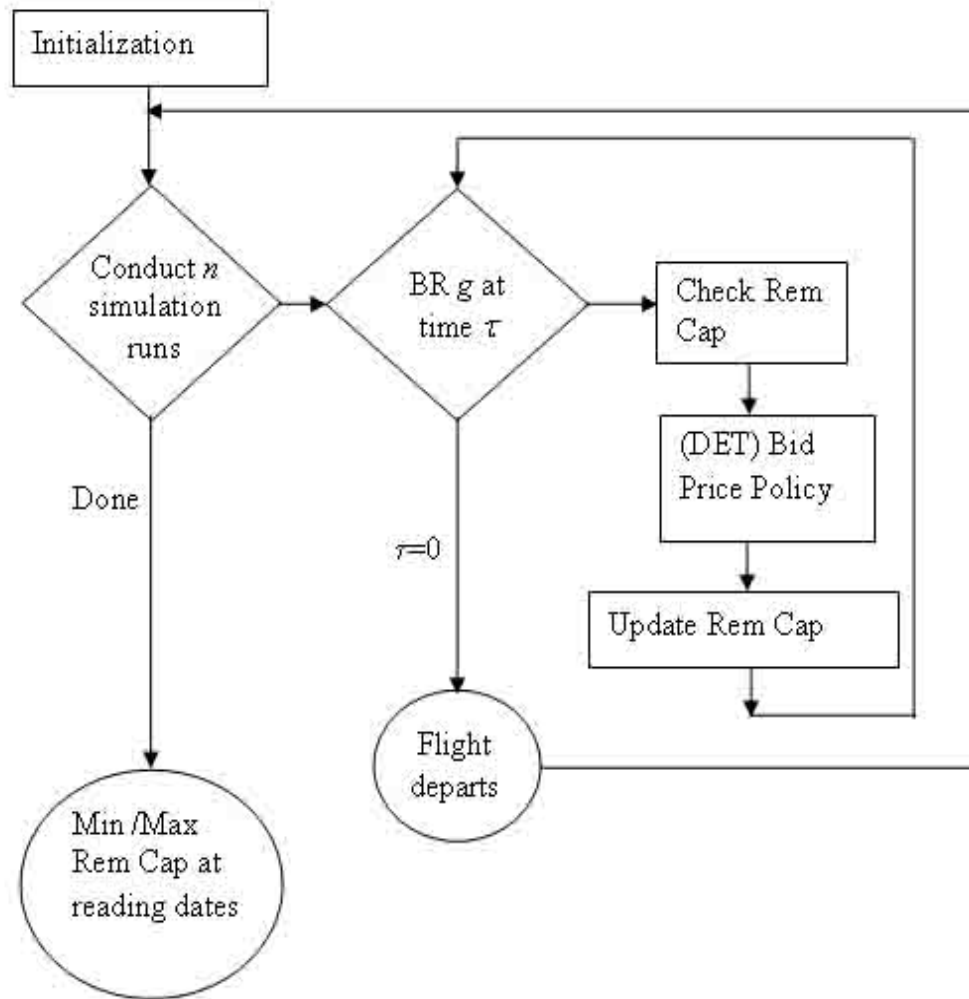 Initialization
Conduct n
simulation
runs
BR g at
time τ
Check Rem
Cap
(DET) Bid
Price Policy
Update Rem Cap
Done
τ=0
Flight
departs
Min /Max
Rem Cap at
reading dates